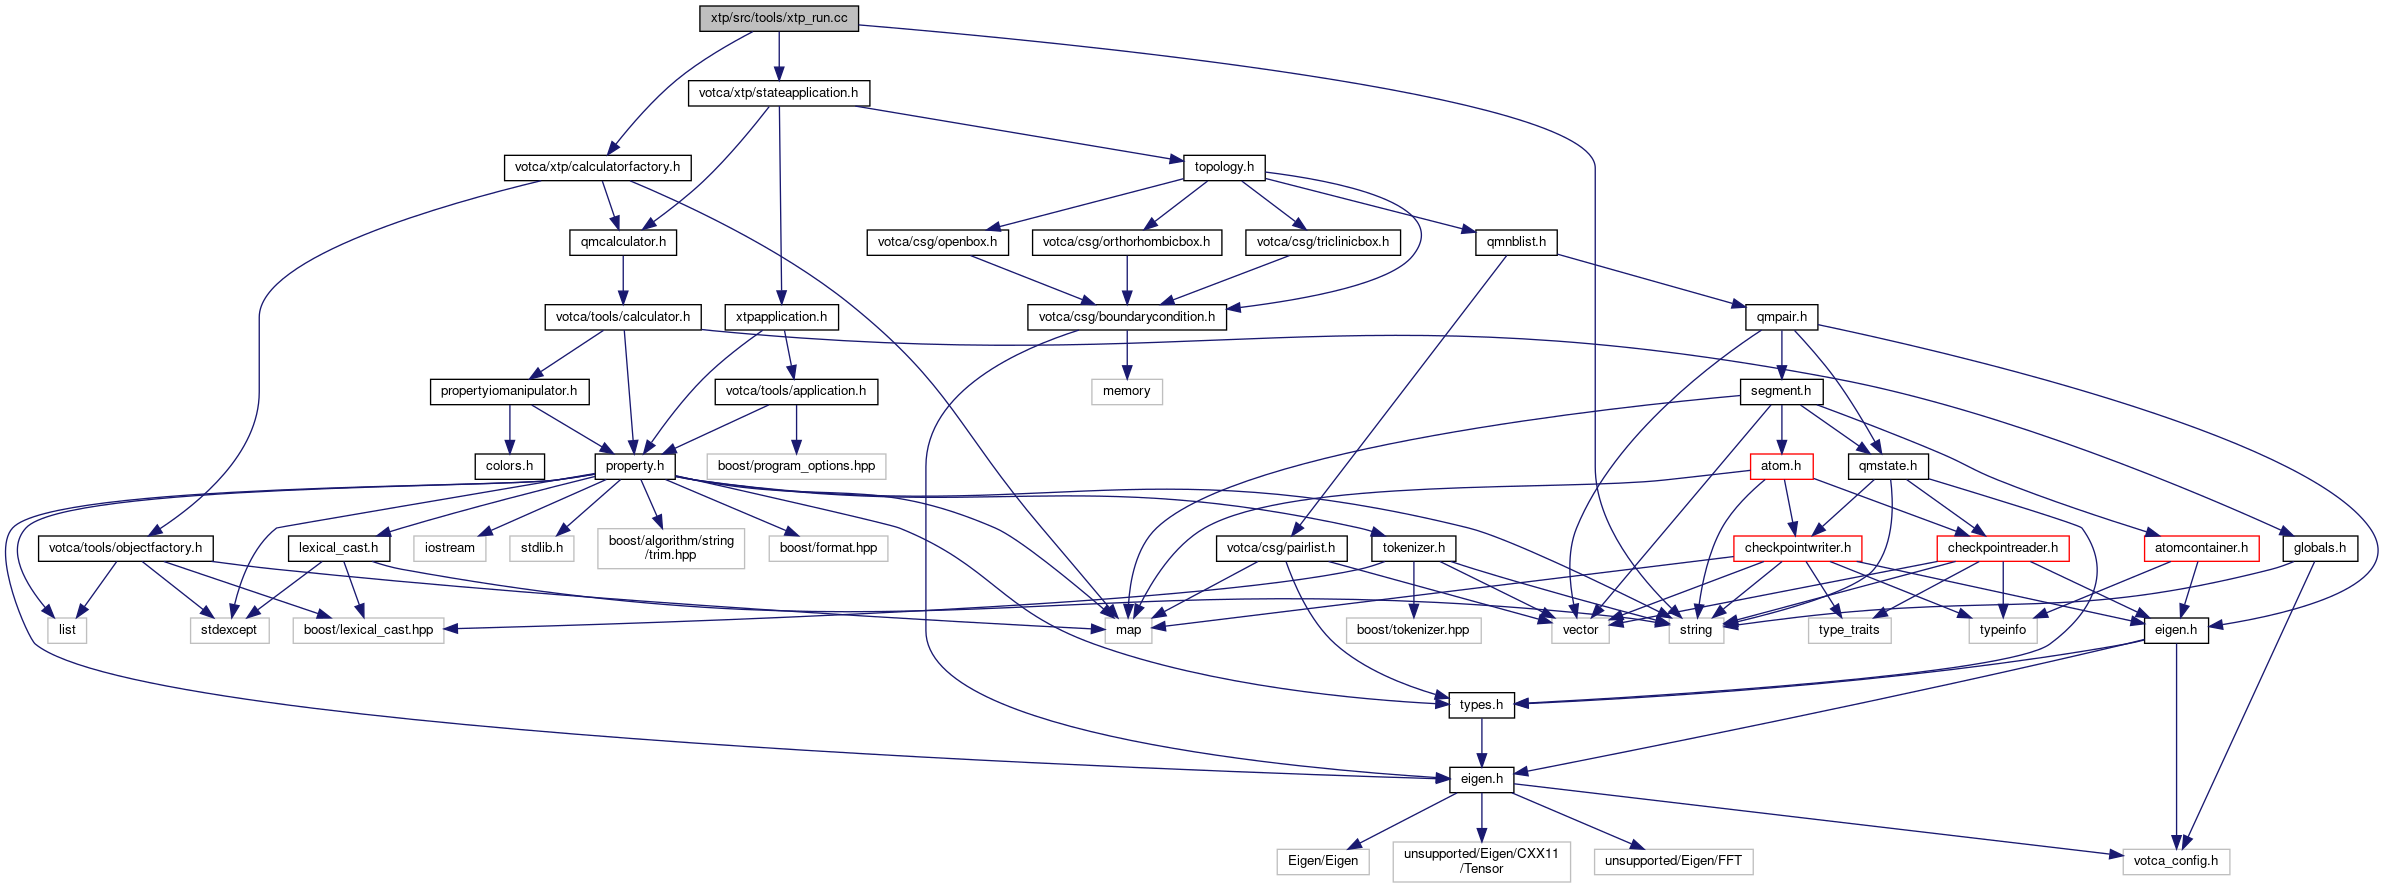 xtp/src/tools/xtp_run.cc
votca/xtp/stateapplication.h
votca/xtp/calculatorfactory.h
topology.h
qmcalculator.h
votca/csg/openbox.h
votca/csg/orthorhombicbox.h
votca/csg/triclinicbox.h
qmnblist.h
votca/tools/calculator.h
xtpapplication.h
votca/csg/boundarycondition.h
qmpair.h
propertyiomanipulator.h
votca/tools/application.h
memory
segment.h
colors.h
property.h
boost/program_options.hpp
atom.h
qmstate.h
votca/tools/objectfactory.h
lexical_cast.h
iostream
stdlib.h
boost/algorithm/string
/trim.hpp
boost/format.hpp
votca/csg/pairlist.h
tokenizer.h
checkpointwriter.h
checkpointreader.h
atomcontainer.h
globals.h
list
stdexcept
boost/lexical_cast.hpp
map
boost/tokenizer.hpp
vector
string
type_traits
typeinfo
eigen.h
types.h
eigen.h
Eigen/Eigen
unsupported/Eigen/CXX11
/Tensor
unsupported/Eigen/FFT
votca_config.h